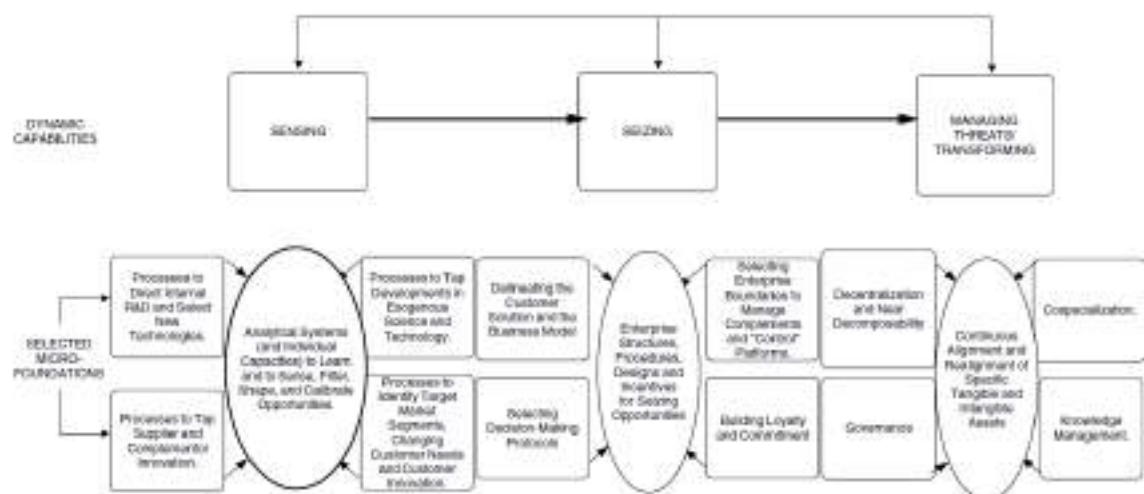 DYNAMIC
CAPABILITIES
SENSING
SEIZING
MANAGING
THREATS/
TRANSFORMING
SELECTED
MICRO-
FOUNDATIONS
Processes to
Direct Internal
R&D and Select
New
Technologies.
Processes to Tap
Supplier and
Complementor
Innovation.
Analytical Systems
(and Individual
Capacities) to Learn
and to Sense, Filter,
Shape, and Calibrate
Opportunities.
Processes to Tap
Developments in
Exogenous Science
and Technology.
Processes to
Identify Target
Market
Segments,
Changing
Customer Needs
and Customer
Innovation.
Delineating the
Customer
Solution and the
Business Model
Selecting
Decision-Making
Protocols
Enterprise
Structures,
Procedures,
Designs and
Incentives
for Seizing
Opportunities
Selecting
Enterprise
Boundaries to
Manage
Complements
and "Control"
Platforms.
Building Loyalty
and Commitment
Decentralization
and Near
Decomposability
Governance
Continuous
Alignment and
Realignment of
Specific
Tangible and
Intangible
Assets
Cospecialization.
Knowledge
Management.